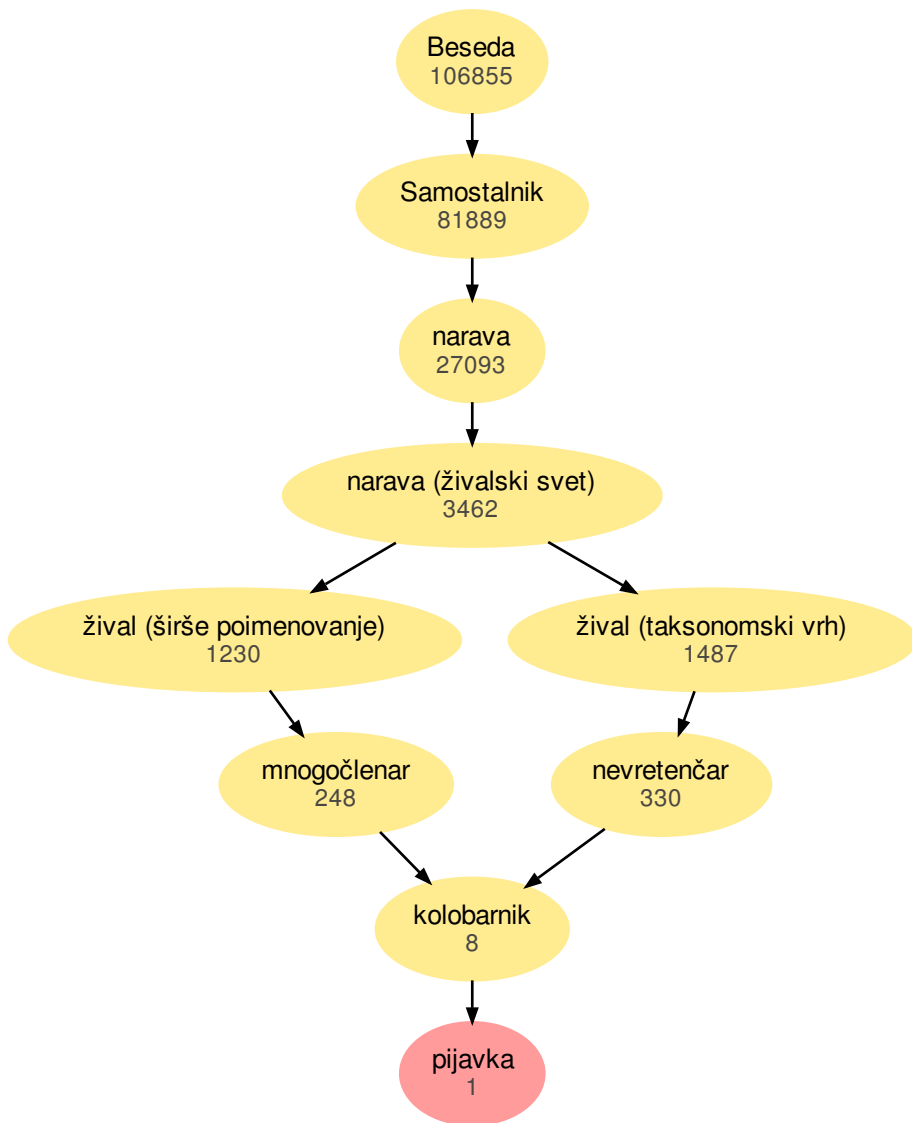 Beseda
106855
Samostalnik
81889
narava
27093
narava (živalski svet)
3462
žival (širše poimenovanje)
1230
žival (taksonomski vrh)
1487
mnogočlenar
248
nevretenčar
330
kolobarnik
8
pijavka
1